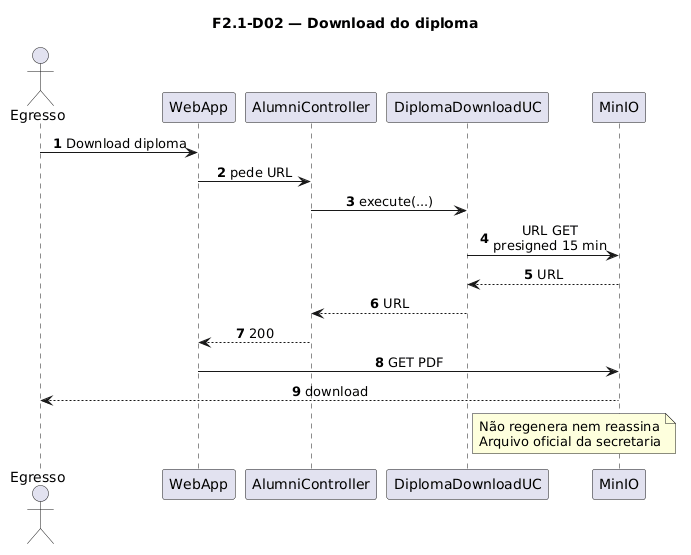 F2.1-D02 — Download do diploma
Egresso
WebApp
AlumniController
DiplomaDownloadUC
MinIO
1 Download diploma
2 pede URL
3 execute(...)
4 URL GET
presigned 15 min
5 URL
6 URL
7 200
8 GET PDF
9 download
Não regenera nem reassina
Arquivo oficial da secretaria
Egresso
WebApp
AlumniController
DiplomaDownloadUC
MinIO